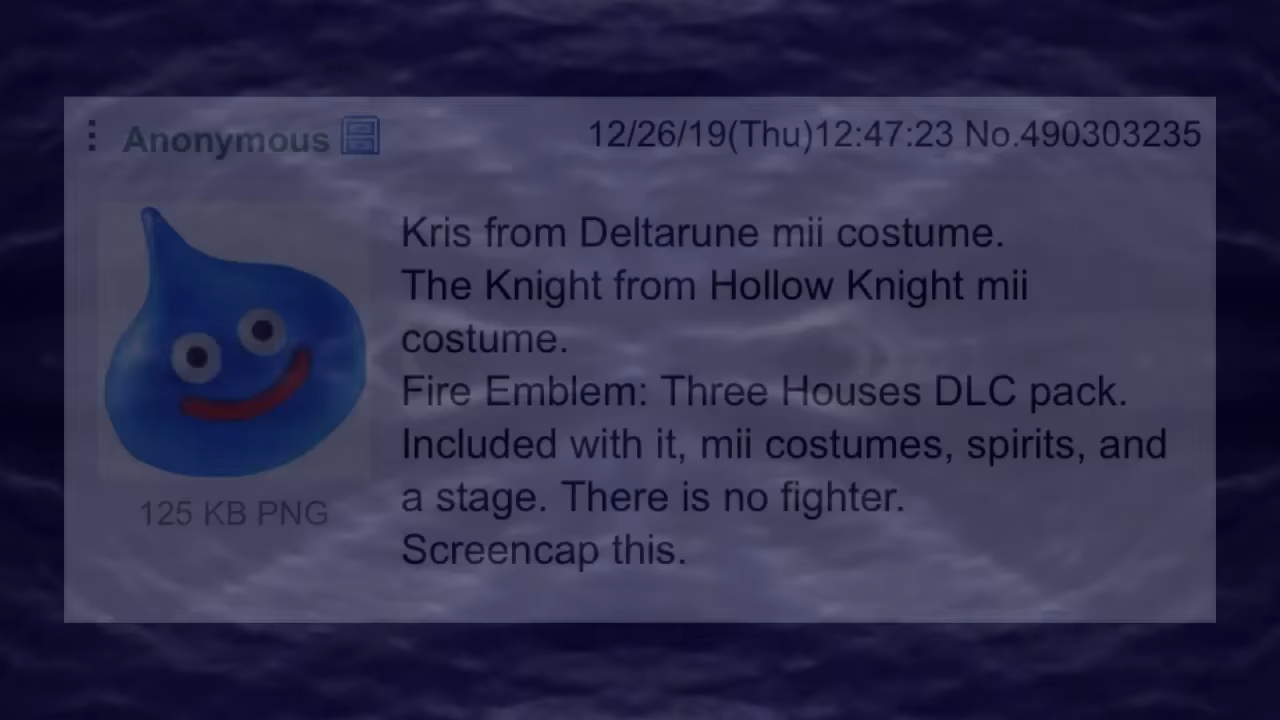 Anonymous
12/26/19(Thu)12:47:23 No.490303235
Kris from Deltarune mii costume.
The Knight from Hollow Knight mii
costume.
Fire Emblem: Three Houses DLC pack.
Included with it, mii costumes, spirits, and
a stage. There is no fighter.
Screencap this.
125 KB PNG